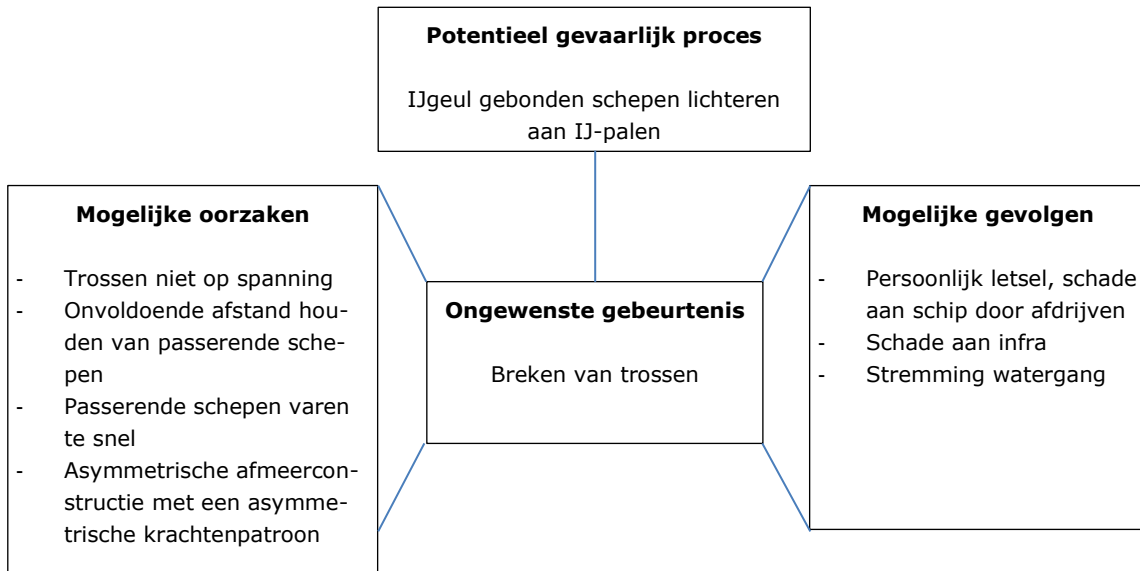 Potentieel gevaarlijk proces
IJgeul gebonden schepen lichteren
aan IJ-palen
Mogelijke oorzaken
- Trossen niet op spanning
- Onvoldoende afstand hou-
den van passerende sche-
pen
- Passerende schepen varen
te snel
- Asymmetrische afmeercon-
structie met een asymme-
trische krachtenpatroon
Ongewenste gebeurtenis
Breken van trossen
Mogelijke gevolgen
- Persoonlijk letsel, schade
aan schip door afdrijven
- Schade aan infra
- Stremming watergang